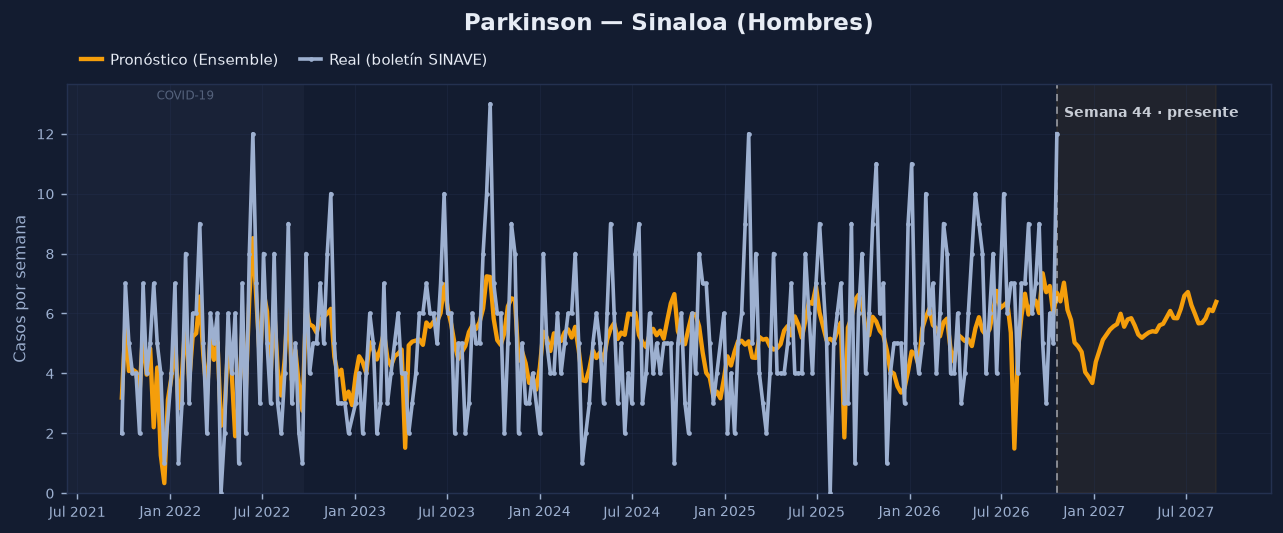 Parkinson — Sinaloa (Hombres)
Pronóstico (Ensemble)
Real (boletín SINAVE)
COVID-19
Semana 44 · presente
Casos por semana
12
10
8
6
4
2
0
Jul 2021
Jan 2022
Jul 2022
Jan 2023
Jul 2023
Jan 2024
Jul 2024
Jan 2025
Jul 2025
Jan 2026
Jul 2026
Jan 2027
Jul 2027